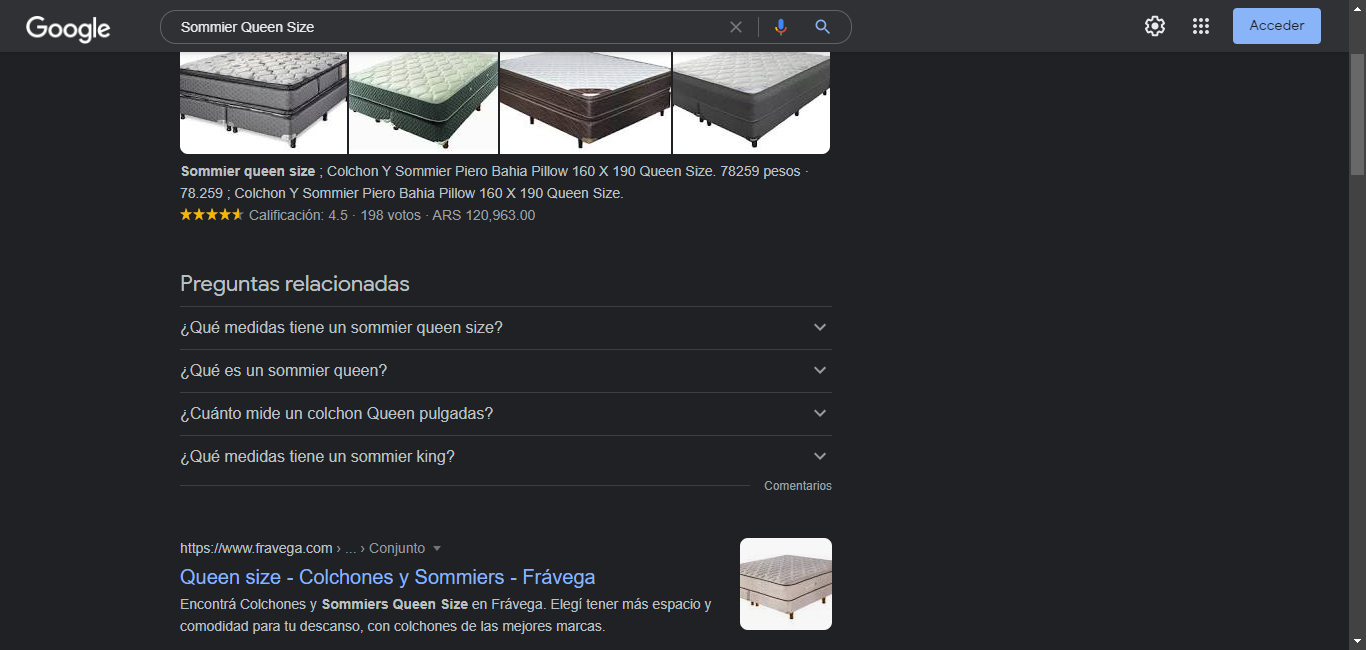 Google
Sommier Queen Size
Acceder
Sommier queen size ; Colchon Y Sommier Piero Bahia Pillow 160 X 190 Queen Size. 78259 pesos ·
78.259 ; Colchon Y Sommier Piero Bahia Pillow 160 X 190 Queen Size.
Calificación: 4.5 · 198 votos · ARS 120,963.00
Preguntas relacionadas
¿Qué medidas tiene un sommier queen size?
¿Qué es un sommier queen?
¿Cuánto mide un colchon Queen pulgadas?
¿Qué medidas tiene un sommier king?
Comentarios
https://www.fravega.com › ... › Conjunto
Queen size - Colchones y Sommiers - Frávega
Encontrá Colchones y Sommiers Queen Size en Frávega. Elegí tener más espacio y
comodidad para tu descanso, con colchones de las mejores marcas.